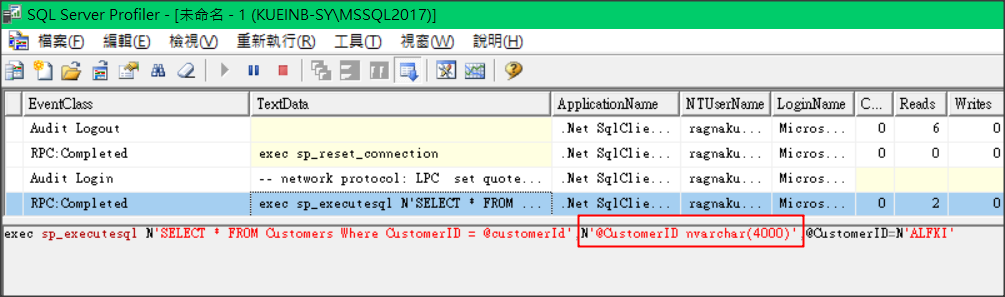 SQL Server Profiler - [未命名 - 1 (KUEINB-SY\MSSQL2017)]
檔案(F) 編輯(E) 檢視(V) 重新執行(R) 工具(T) 視窗(W) 說明(H)
EventClass TextData ApplicationName NTUserName LoginName C... Reads Writes
Audit Logout .Net SqlClie... ragnaku... Micros... 0 6 0
RPC:Completed exec sp_reset_connection .Net SqlClie... ragnaku... Micros... 0 0 0
Audit Login -- network protocol: LPC set quote... .Net SqlClie... ragnaku... Micros...
RPC:Completed exec sp_executesql N'SELECT * FROM ... .Net SqlClie... ragnaku... Micros... 0 2 0
exec sp_executesql N'SELECT * FROM Customers Where CustomerID = @customerId',N'@CustomerID nvarchar(4000)',@CustomerID=N'ALFKI'